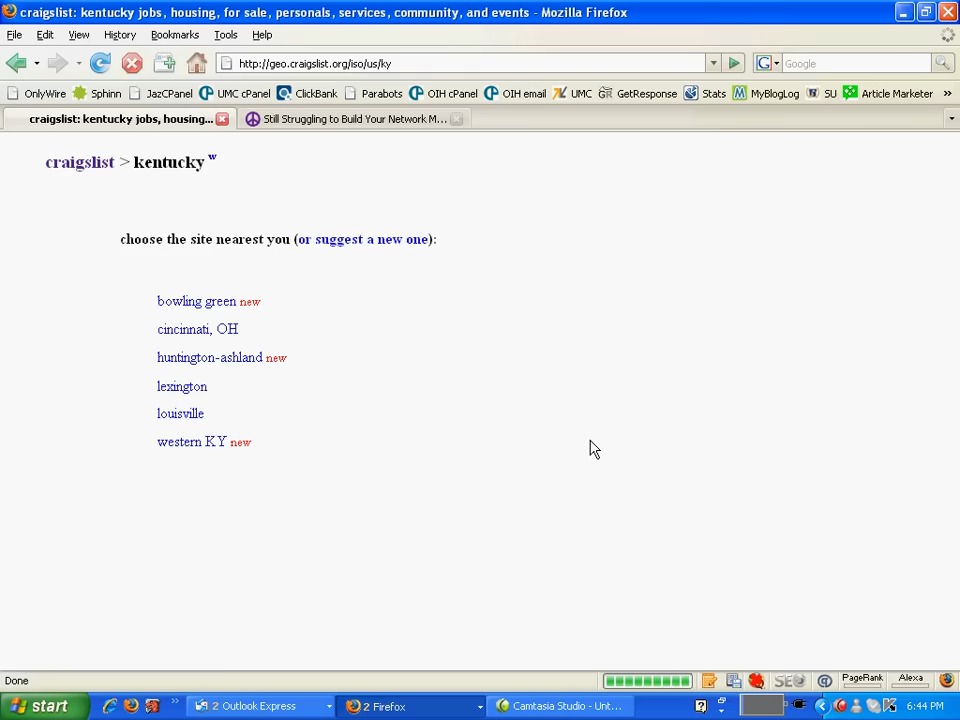 craigslist: kentucky jobs, housing, for sale, personals, services, community, and events - Mozilla Firefox
File Edit View History Bookmarks Tools Help
http://geo.craigslist.org/iso/us/ky
G Google
OnlyWire Sphinn JazCPanel UMC cPanel ClickBank Parabots OIH cPanel OIH email UMC GetResponse Stats MyBlogLog SU Article Marketer »
craigslist: kentucky jobs, housing... Still Struggling to Build Your Network M...
craigslist > kentucky w
choose the site nearest you (or suggest a new one):
bowling green new
cincinnati, OH
huntington-ashland new
lexington
louisville
western KY new
Done
SEO @ PageRank Alexa
start » 2 Outlook Express 2 Firefox Camtasia Studio - Unt... 6:44 PM